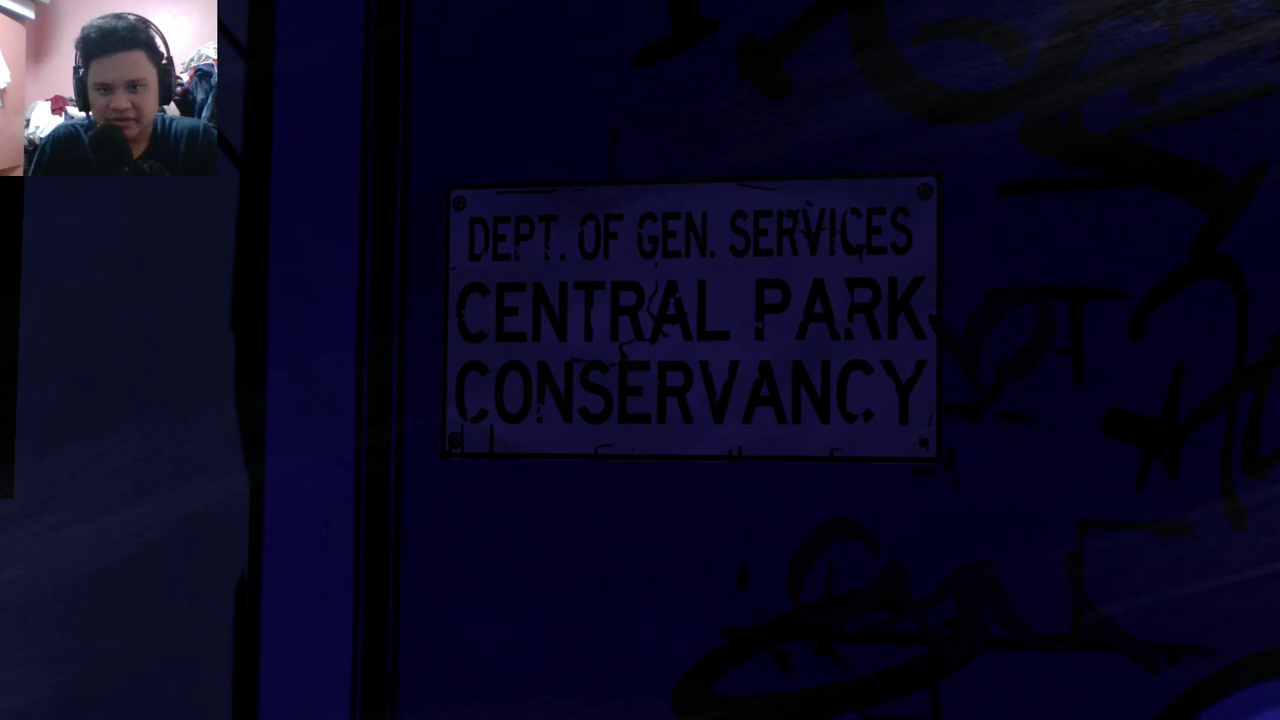 DEPT. OF GEN. SERVICES
CENTRAL PARK
CONSERVANCY